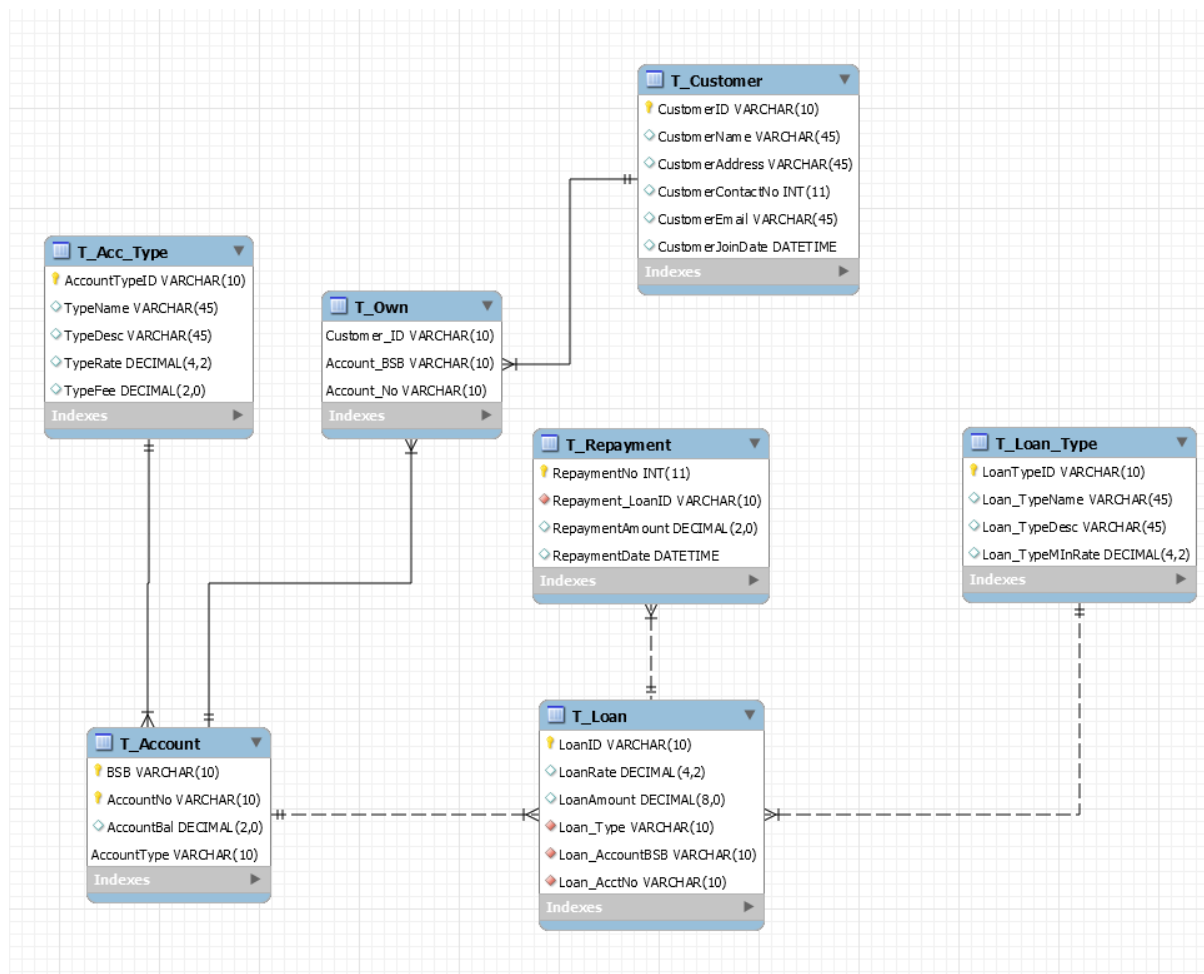 T_Customer
CustomerID VARCHAR(10)
CustomerName VARCHAR(45)
CustomerAddress VARCHAR(45)
CustomerContactNo INT(11)
CustomerEmail VARCHAR(45)
CustomerJoinDate DATETIME
Indexes
T_Acc_Type
AccountTypeID VARCHAR(10)
TypeName VARCHAR(45)
TypeDesc VARCHAR(45)
TypeRate DECIMAL(4,2)
TypeFee DECIMAL(2,0)
Indexes
T_Own
Customer_ID VARCHAR(10)
Account_BSB VARCHAR(10)
Account_No VARCHAR(10)
Indexes
T_Repayment
RepaymentNo INT(11)
Repayment_LoanID VARCHAR(10)
RepaymentAmount DECIMAL(2,0)
RepaymentDate DATETIME
Indexes
T_Loan_Type
LoanTypeID VARCHAR(10)
Loan_TypeName VARCHAR(45)
Loan_TypeDesc VARCHAR(45)
Loan_TypeMInRate DECIMAL(4,2)
Indexes
T_Account
BSB VARCHAR(10)
AccountNo VARCHAR(10)
AccountBal DECIMAL(2,0)
AccountType VARCHAR(10)
Indexes
T_Loan
LoanID VARCHAR(10)
LoanRate DECIMAL(4,2)
LoanAmount DECIMAL(8,0)
Loan_Type VARCHAR(10)
Loan_AccountBSB VARCHAR(10)
Loan_AcctNo VARCHAR(10)
Indexes